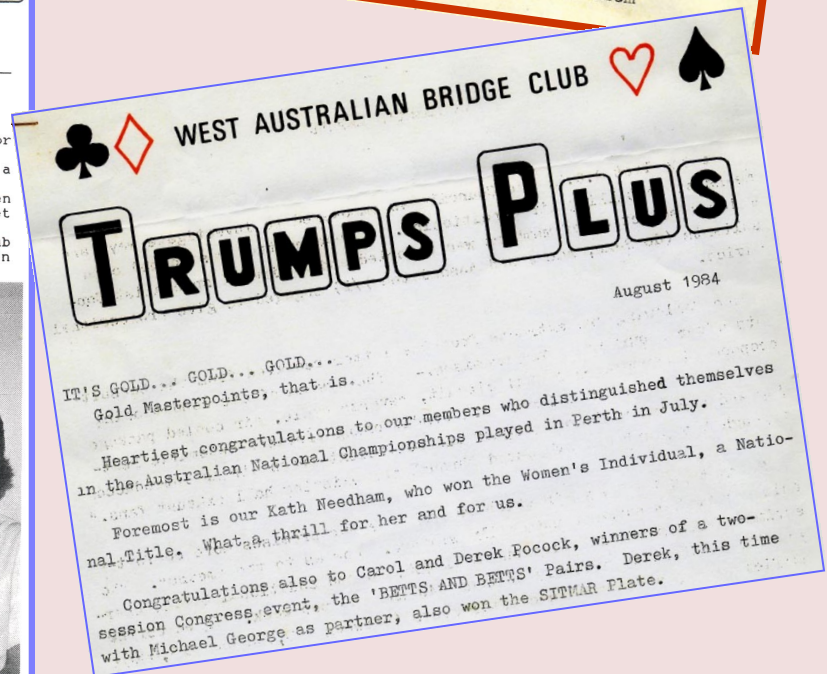 WEST AUSTRALIAN BRIDGE CLUB
TRUMPS PLUS
August 1984
IT'S GOLD... GOLD... GOLD...
Gold Masterpoints, that is.
Heartiest congratulations to our members who distinguished themselves
in the Australian National Championships played in Perth in July.
Foremost is our Kath Needham, who won the Women's Individual, a Natio-
nal Title. What a thrill for her and for us.
Congratulations also to Carol and Derek Pocock, winners of a two-
session Congress event, the 'BETTS AND BETTS' Pairs. Derek, this time
with Michael George as partner, also won the SITMAR Plate.
or
a
en
et
ub
n